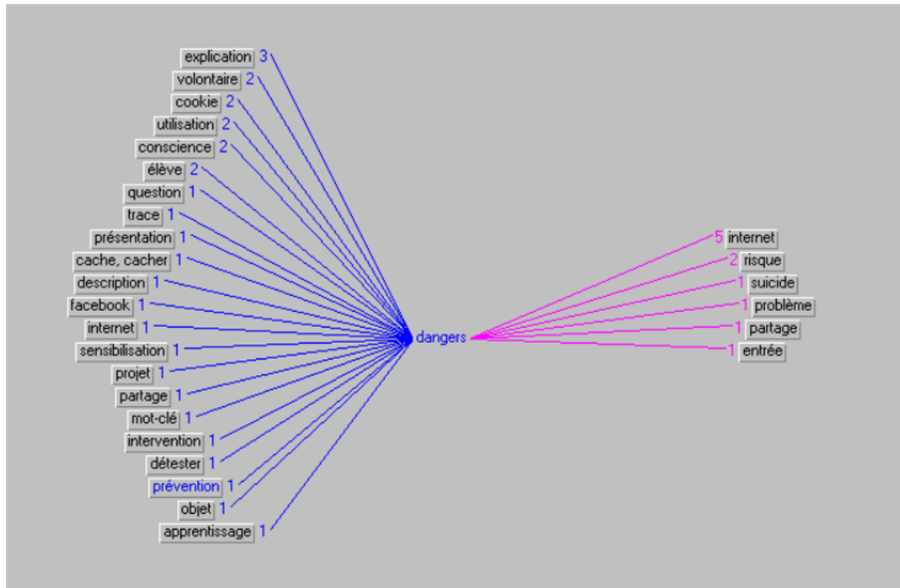 explication 3
volontaire 2
cookie 2
utilisation 2
conscience 2
élève 2
question 1
trace 1
présentation 1
cache, cacher 1
description 1
facebook 1
internet 1
sensibilisation 1
projet 1
partage 1
mot-clé 1
intervention 1
détester 1
prévention 1
objet 1
apprentissage 1
dangers
5 internet
2 risque
1 suicide
1 problème
1 partage
1 entrée